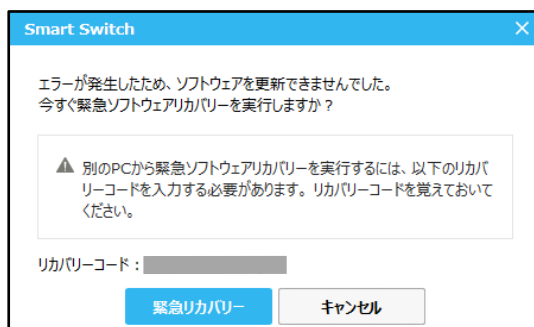 Smart Switch
エラーが発生したため、ソフトウェアを更新できませんでした。
今すぐ緊急ソフトウェアリカバリーを実行しますか？
別のPCから緊急ソフトウェアリカバリーを実行するには、以下のリカバ
リーコードを入力する必要があります。リカバリーコードを覚えておいて
ください。
リカバリーコード：
緊急リカバリー キャンセル